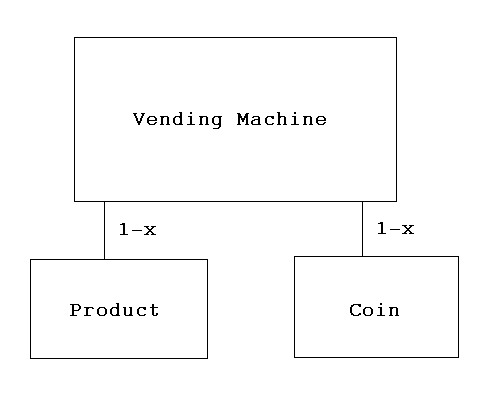 Vending Machine
1-x
1-x
Product
Coin